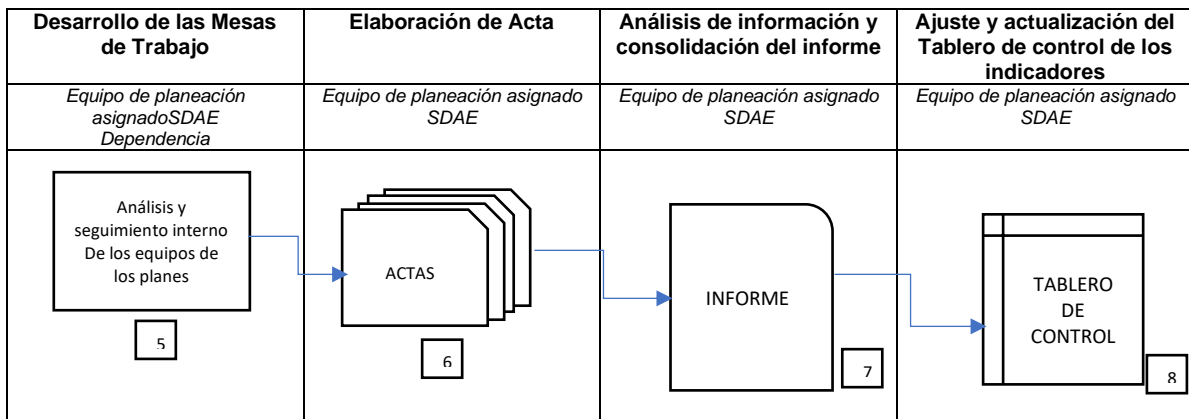 Desarrollo de las Mesas
de Trabajo
Elaboración de Acta
Análisis de información y
consolidación del informe
Ajuste y actualización del
Tablero de control de los
indicadores
Equipo de planeación
asignadoSDAE
Dependencia
Equipo de planeación asignado
SDAE
Equipo de planeación asignado
SDAE
Equipo de planeación asignado
SDAE
Análisis y
seguimiento interno
De los equipos de
los planes
5
ACTAS
6
INFORME
7
TABLERO
DE
CONTROL
8